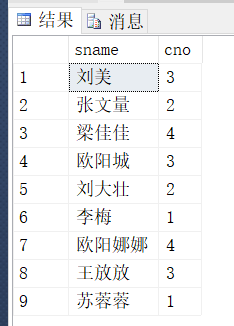 结果 消息
sname cno
1 刘美 3
2 张文量 2
3 梁佳佳 4
4 欧阳城 3
5 刘大壮 2
6 李梅 1
7 欧阳娜娜 4
8 王放放 3
9 苏蓉蓉 1